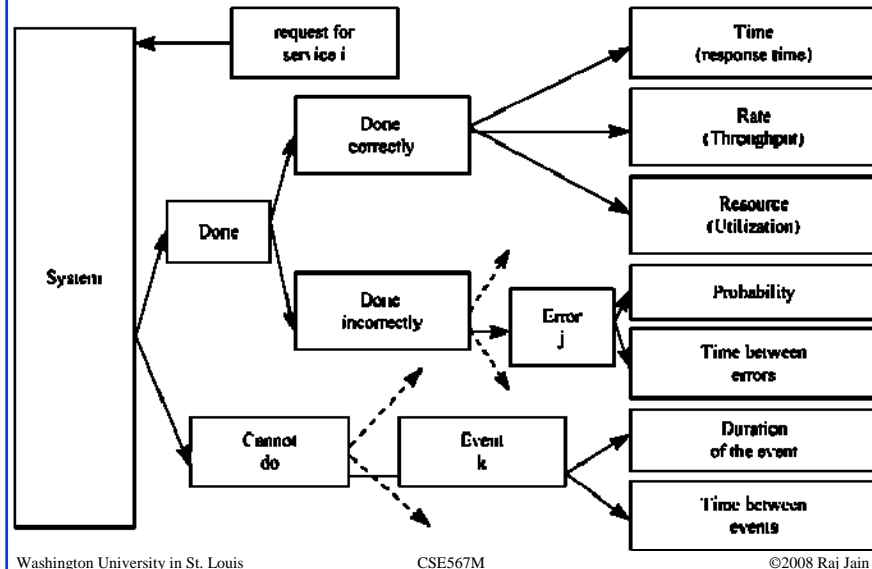 request for
service i
Time
(response time)
Done
correctly
Rate
(Throughput)
Resource
(Utilization)
Done
System
Done
incorrectly
Error
j
Probability
Time between
errors
Cannot
do
Event
k
Duration
of the event
Time between
events
Washington University in St. Louis
CSE567M
©2008 Raj Jain